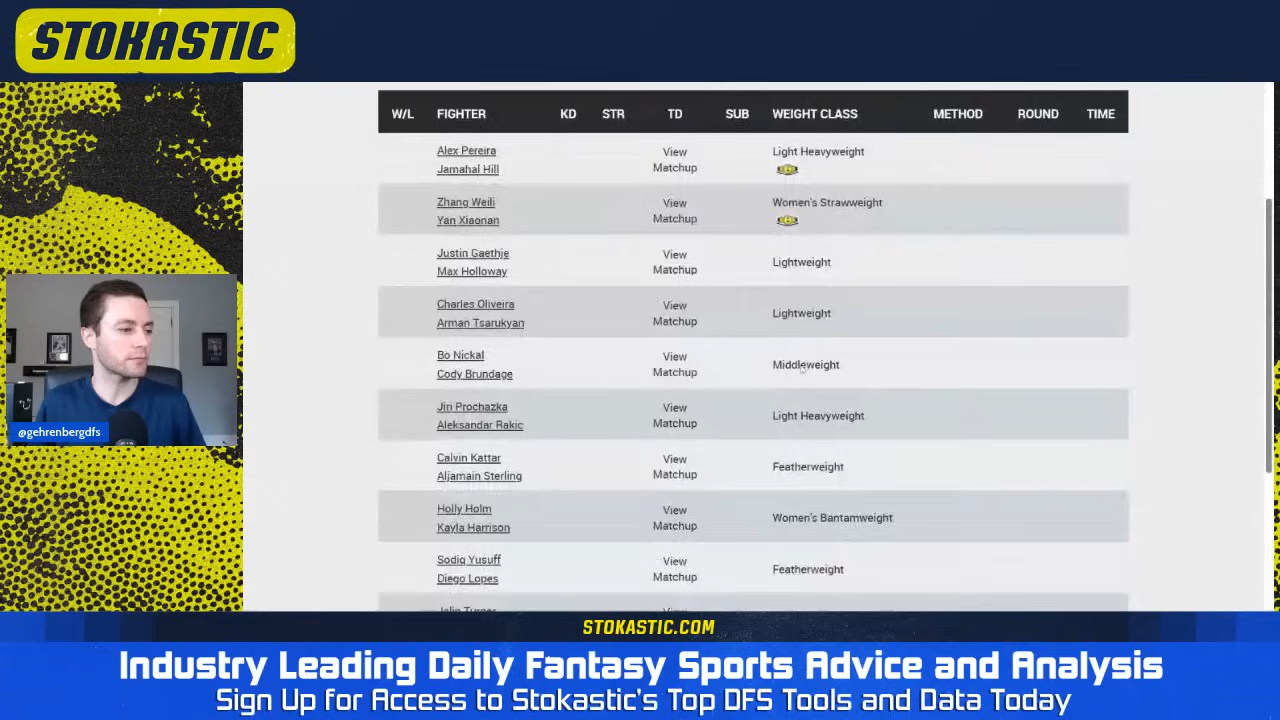 STOKASTIC
W/L FIGHTER KD STR TD SUB WEIGHT CLASS METHOD ROUND TIME
Alex Pereira
Jamahal Hill
View
Matchup
Light Heavyweight
Zhang Weili
Yan Xiaonan
View
Matchup
Women's Strawweight
Justin Gaethje
Max Holloway
View
Matchup
Lightweight
Charles Oliveira
Arman Tsarukyan
View
Matchup
Lightweight
Bo Nickal
Cody Brundage
View
Matchup
Middleweight
Jiri Prochazka
Aleksandar Rakic
View
Matchup
Light Heavyweight
Calvin Kattar
Aljamain Sterling
View
Matchup
Featherweight
Holly Holm
Kayla Harrison
View
Matchup
Women's Bantamweight
Sodiq Yusuff
Diego Lopes
View
Matchup
Featherweight
@gehrenbergdfs
STOKASTIC.COM
Industry Leading Daily Fantasy Sports Advice and Analysis
Sign Up for Access to Stokastic's Top DFS Tools and Data Today